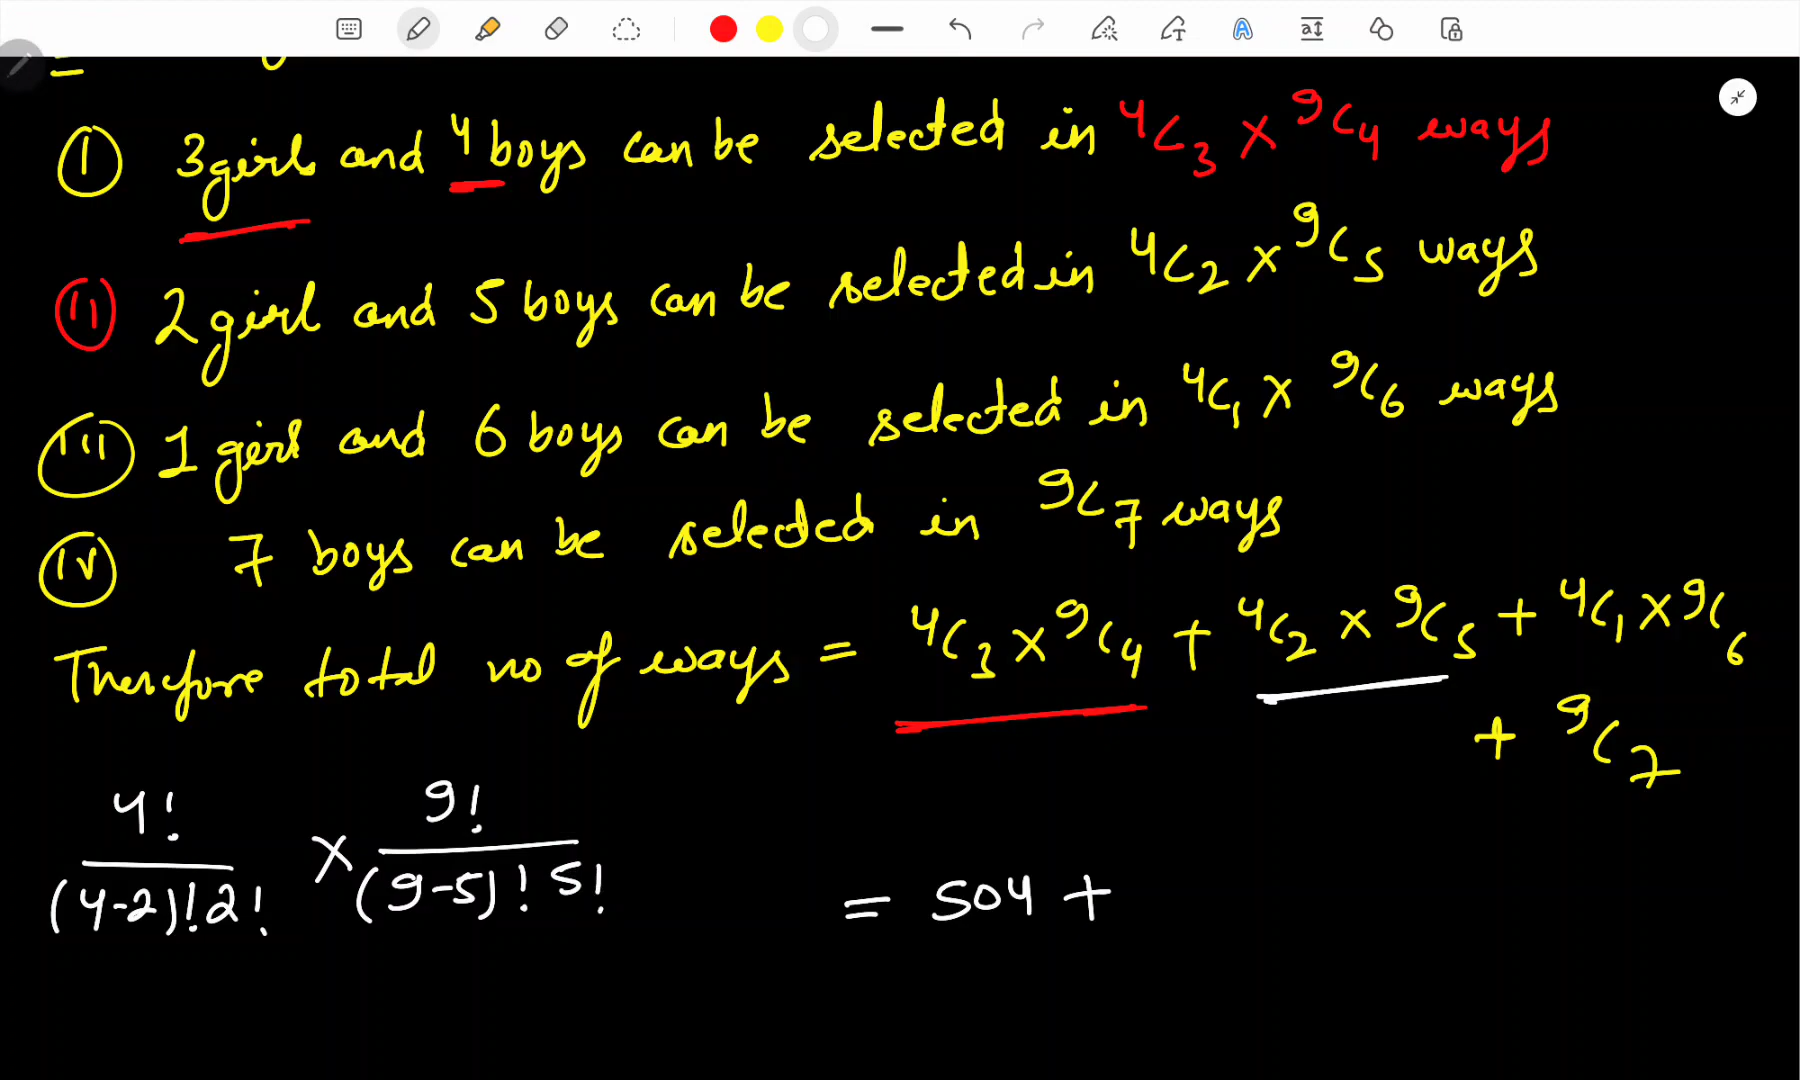 (i) 3 girls and 4 boys can be selected in ⁴C₃ × ⁹C₄ ways
(ii) 2 girl and 5 boys can be selected in ⁴C₂ × ⁹C₅ ways
(iii) 1 girl and 6 boys can be selected in ⁴C₁ × ⁹C₆ ways
(iv) 7 boys can be selected in ⁹C₇ ways
Therefore total no of ways = ⁴C₃ × ⁹C₄ + ⁴C₂ × ⁹C₅ + ⁴C₁ × ⁹C₆
+ ⁹C₇
4!/(4-2)!2! × 9!/(9-5)!5! = 504 +